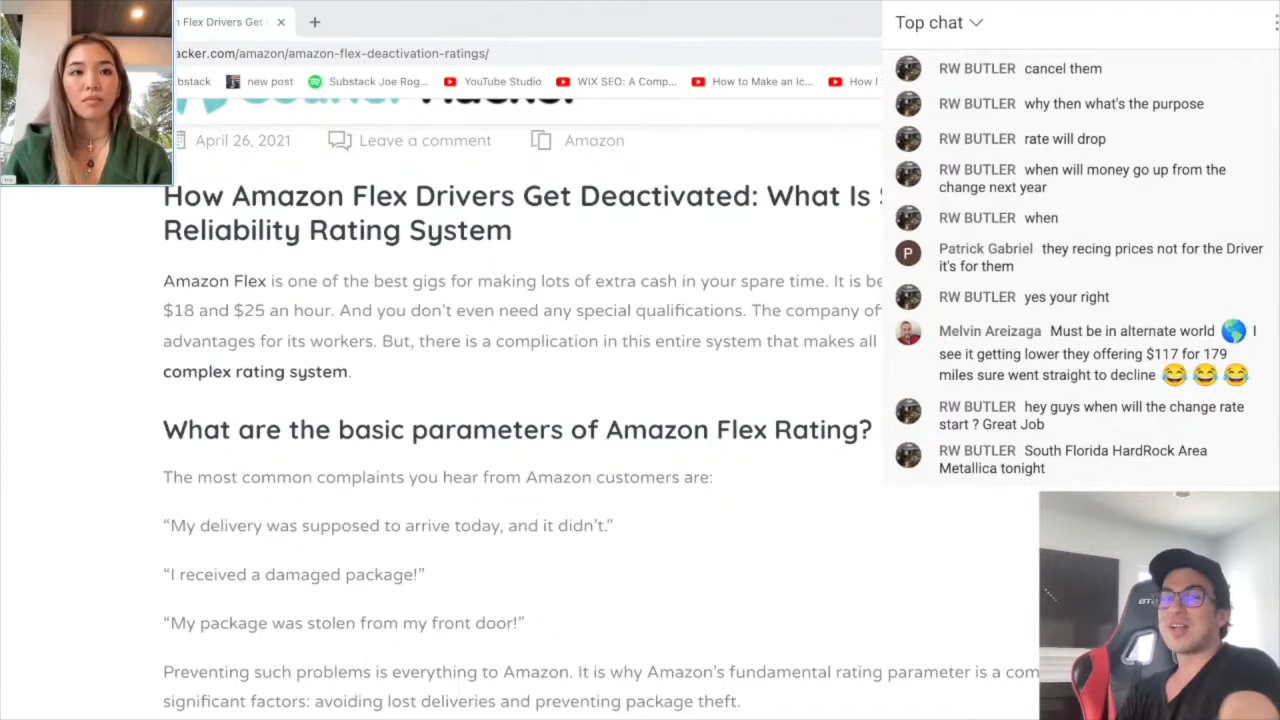 Flex Drivers Get
acker.com/amazon/amazon-flex-deactivation-ratings/
bstack
new post
Substack Joe Rog...
YouTube Studio
WIX SEO: A Comp...
How to Make an Ic...
How I
April 26, 2021
Leave a comment
Amazon
How Amazon Flex Drivers Get Deactivated: What Is
Reliability Rating System
Amazon Flex is one of the best gigs for making lots of extra cash in your spare time. It is be
$18 and $25 an hour. And you don't even need any special qualifications. The company of
advantages for its workers. But, there is a complication in this entire system that makes all
complex rating system.
What are the basic parameters of Amazon Flex Rating?
The most common complaints you hear from Amazon customers are:
“My delivery was supposed to arrive today, and it didn’t.”
“I received a damaged package!”
“My package was stolen from my front door!”
Preventing such problems is everything to Amazon. It is why Amazon’s fundamental rating parameter is a com
significant factors: avoiding lost deliveries and preventing package theft.
Top chat
RW BUTLER cancel them
RW BUTLER why then what's the purpose
RW BUTLER rate will drop
RW BUTLER when will money go up from the
change next year
RW BUTLER when
P
Patrick Gabriel they recing prices not for the Driver
it's for them
RW BUTLER yes your right
Melvin Areizaga Must be in alternate world 🌎 I
see it getting lower they offering $117 for 179
miles sure went straight to decline 😂 😂 😂
RW BUTLER hey guys when will the change rate
start ? Great Job
RW BUTLER South Florida HardRock Area
Metallica tonight